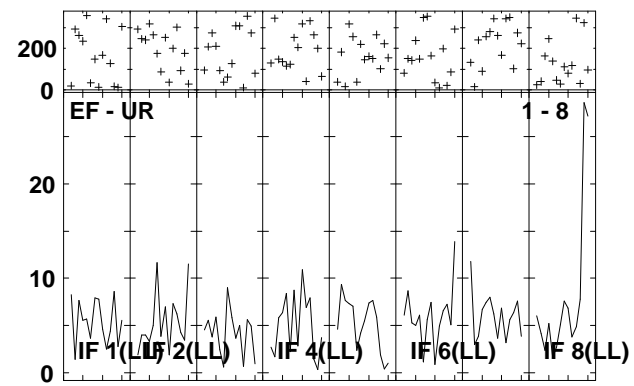 200
0
EF - UR 1 - 8
20
10
0
IF 1(LL) IF 2(LL) IF 4(LL) IF 6(LL) IF 8(LL)